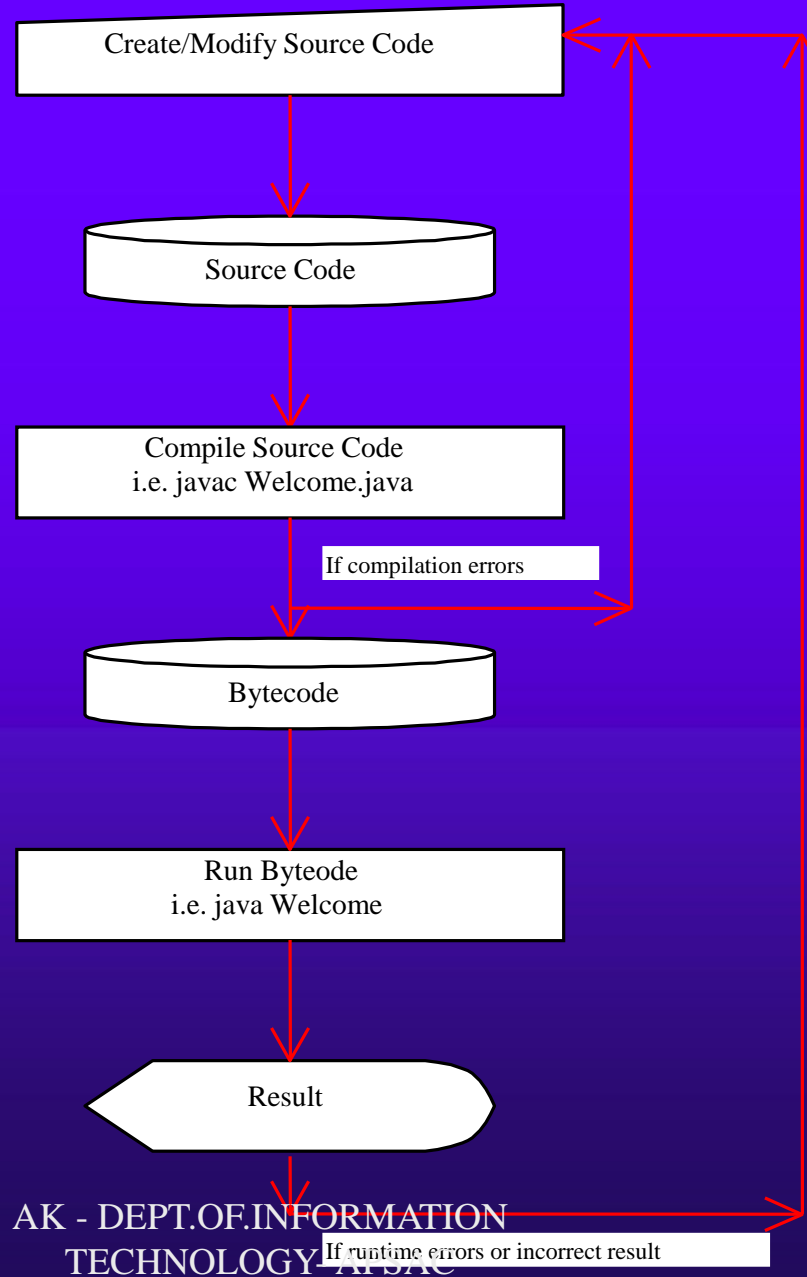 Create/Modify Source Code
Source Code
Compile Source Code
i.e. javac Welcome.java
If compilation errors
Bytecode
Run Byteode
i.e. java Welcome
Result
AK - DEPT.OF.INFORMATION
TECHNOLOGY- APSAC
If runtime errors or incorrect result